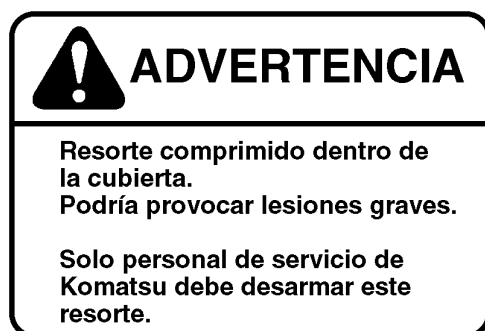 ADVERTENCIA
Resorte comprimido dentro de
la cubierta.
Podría provocar lesiones graves.
Solo personal de servicio de
Komatsu debe desarmar este
resorte.